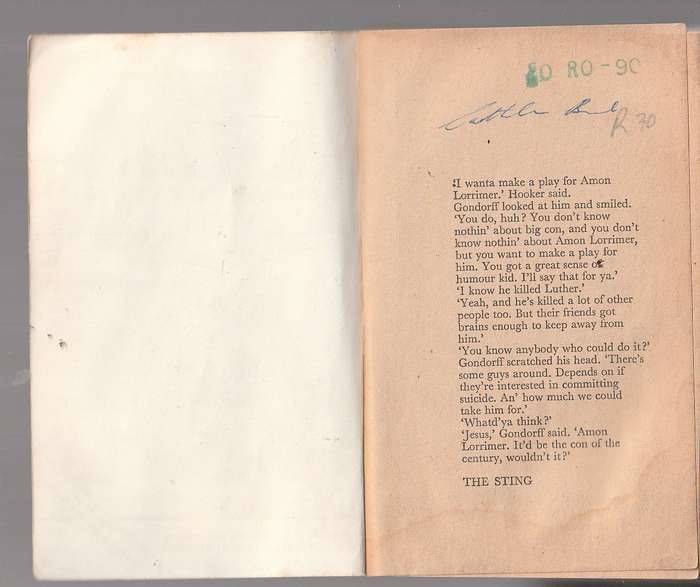 R0-90
R 30
'I wanta make a play for Amon
Lorrimer.' Hooker said.
Gondorff looked at him and smiled.
'You do, huh? You don't know
nothin' about big con, and you don't
know nothin' about Amon Lorrimer,
but you want to make a play for
him. You got a great sense of
humour kid. I'll say that for ya.'
'I know he killed Luther.'
'Yeah, and he's killed a lot of other
people too. But their friends got
brains enough to keep away from
him.'
'You know anybody who could do it?'
Gondorff scratched his head. 'There's
some guys around. Depends on if
they're interested in committing
suicide. An' how much we could
take him for.'
'Whatd'ya think?'
'Jesus,' Gondorff said. 'Amon
Lorrimer. It'd be the con of the
century, wouldn't it?'
THE STING